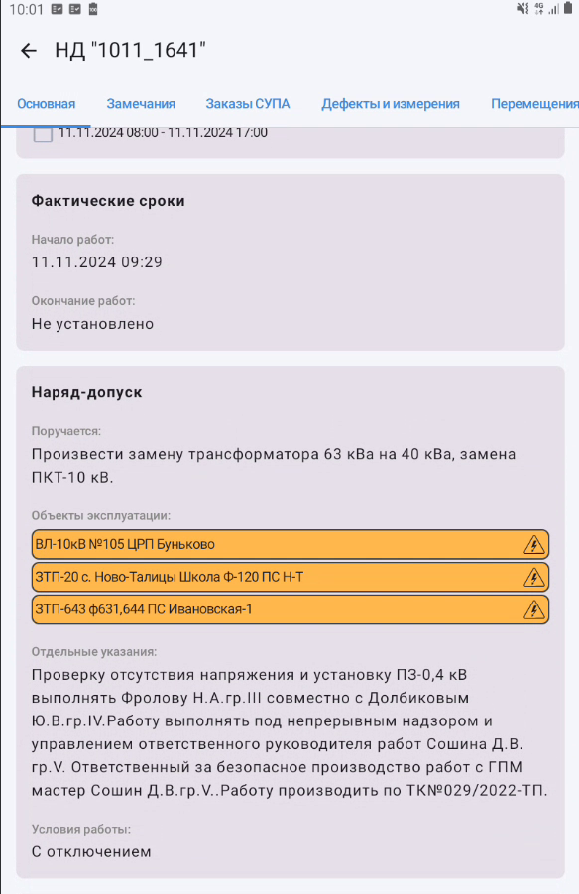 10:01
4G
НД "1011_1641"
Основная Замечания Заказы СУПА Дефекты и измерения Перемещения
11.11.2024 08:00 - 11.11.2024 17:00
Фактические сроки
Начало работ:
11.11.2024 09:29
Окончание работ:
Не установлено
Наряд-допуск
Поручается:
Произвести замену трансформатора 63 кВа на 40 кВа, замена
ПКТ-10 кВ.
Объекты эксплуатации:
ВЛ-10кВ №105 ЦРП Буньково
ЗТП-20 с. Ново-Талицы Школа Ф-120 ПС Н-Т
ЗТП-643 ф631,644 ПС Ивановская-1
Отдельные указания:
Проверку отсутствия напряжения и установку ПЗ-0,4 кВ
выполнять Фролову Н.А.гр.III совместно с Долбиковым
Ю.В.гр.IV.Работу выполнять под непрерывным надзором и
управлением ответственного руководителя работ Сошина Д.В.
гр.V. Ответственный за безопасное производство работ с ГПМ
мастер Сошин Д.В.гр.V..Работу производить по ТК№029/2022-ТП.
Условия работы:
С отключением